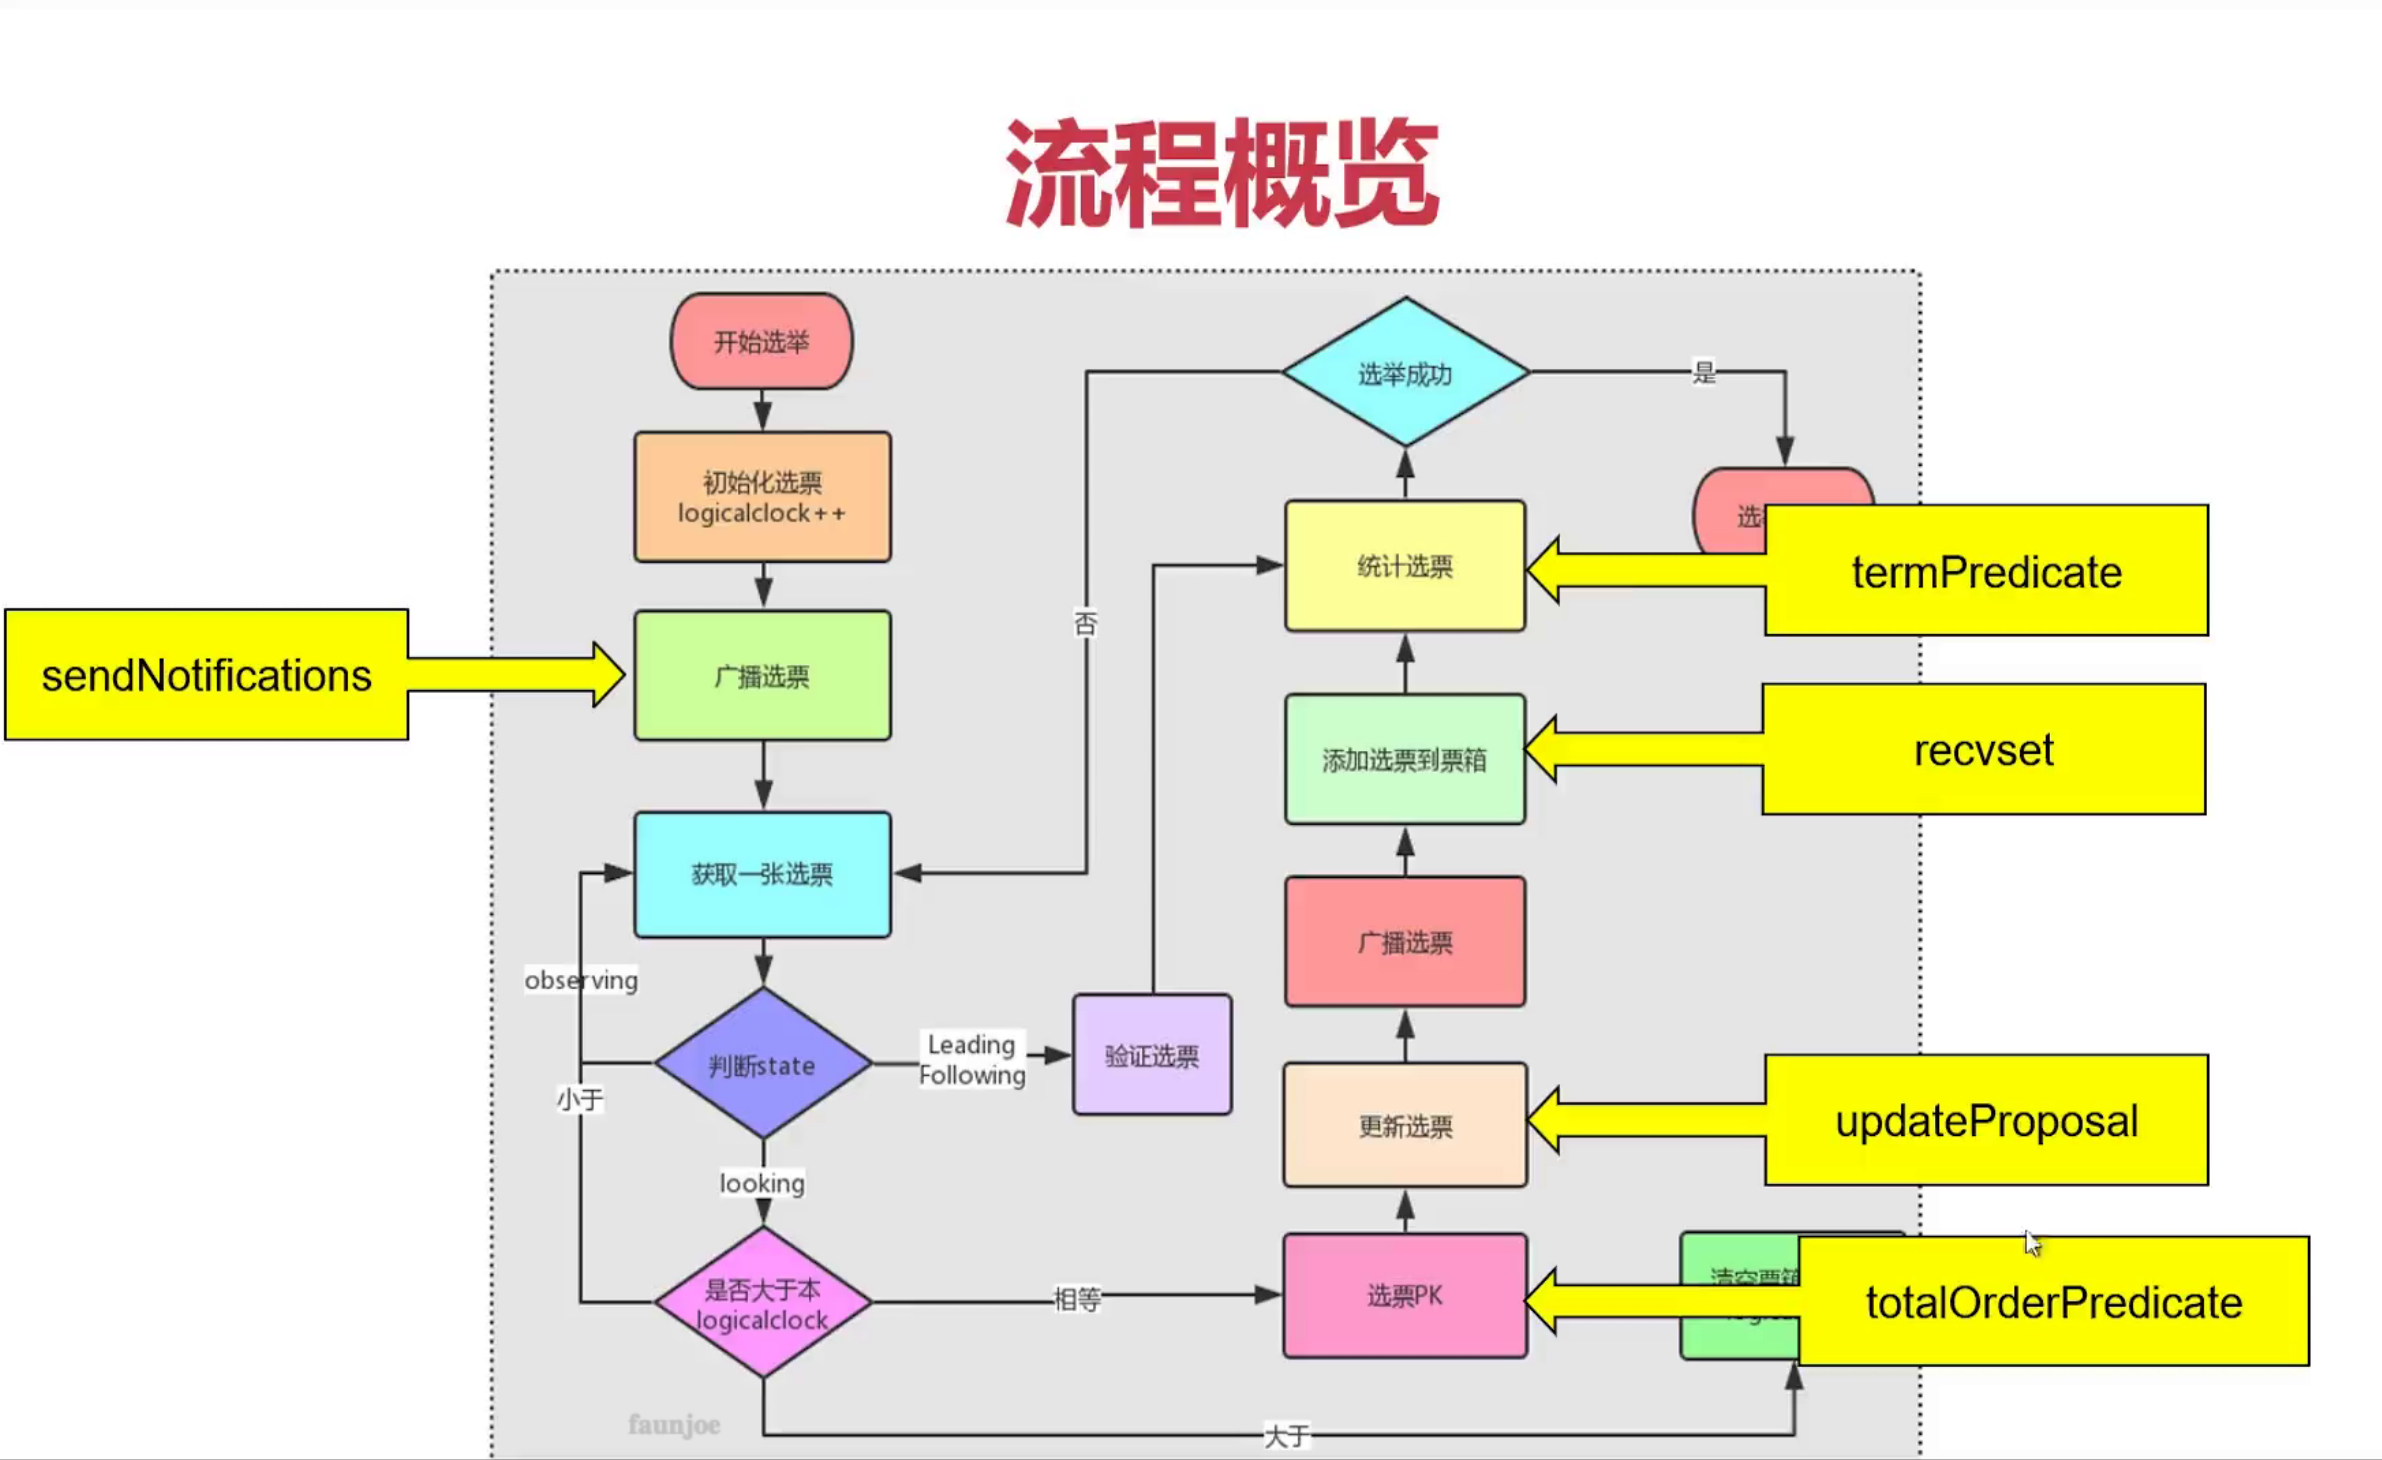 流程概览
开始选举
初始化选票
logicalclock++
广播选票
获取一张选票
observing
判断state
小于
looking
是否大于本
logicalclock
Leading
Following
验证选票
相等
大于
否
选举成功
是
统计选票
添加选票到票箱
广播选票
更新选票
选票PK
清空票箱
sendNotifications
termPredicate
recvset
updateProposal
totalOrderPredicate
faunjoe